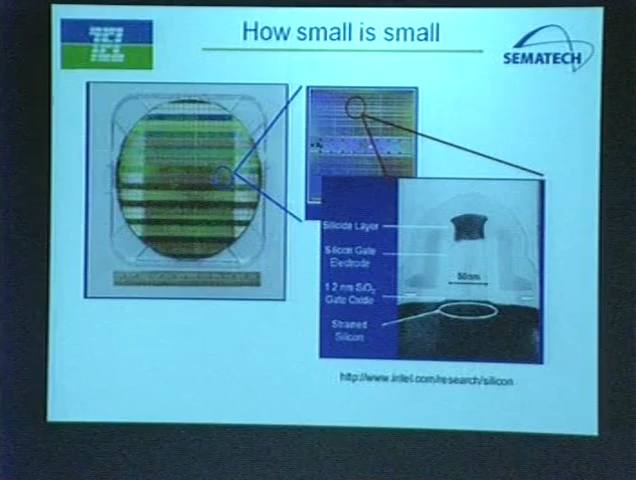 How small is small
TEL
SEMATECH
Silicide Layer
Silicon Gate
Electrode
50nm
1.2 nm SiO₂
Gate Oxide
Strained
Silicon
http://www.intel.com/research/silicon